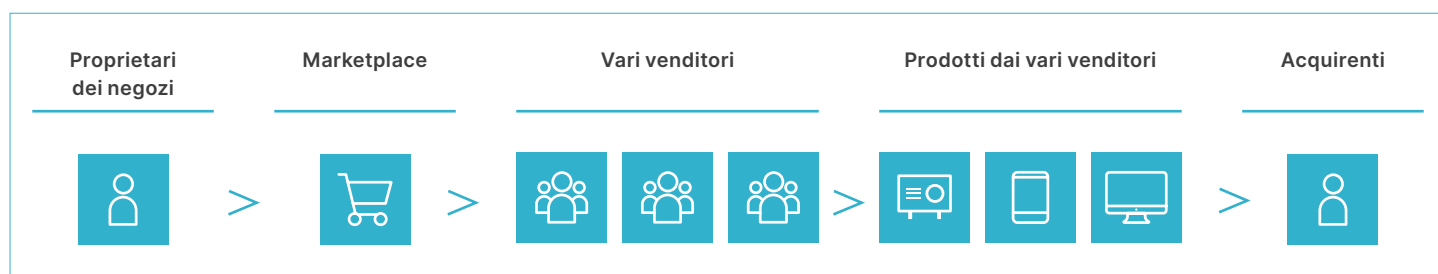 Proprietari
dei negozi
Marketplace
Vari venditori
Prodotti dai vari venditori
Acquirenti